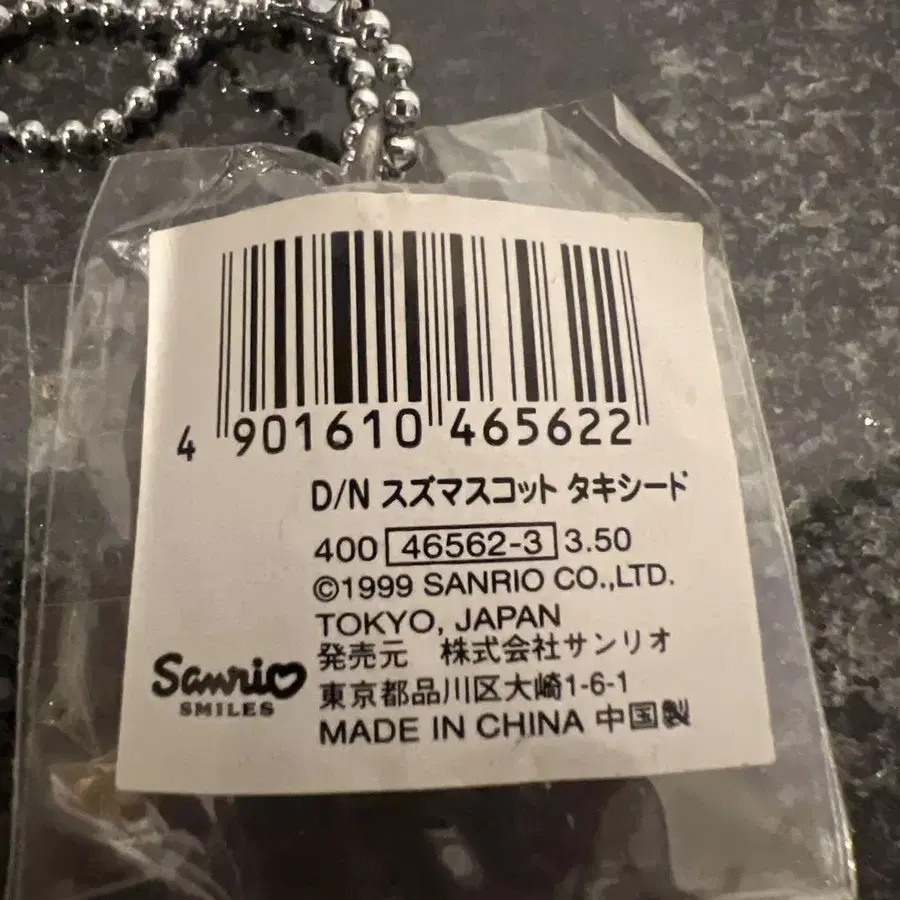 4 901610 465622
D/N スズマスコット タキシード
400 46562-3 3.50
©1999 SANRIO CO.,LTD.
TOKYO, JAPAN
発売元 株式会社サンリオ
東京都品川区大崎1-6-1
MADE IN CHINA 中国製
Sanrio
SMILES